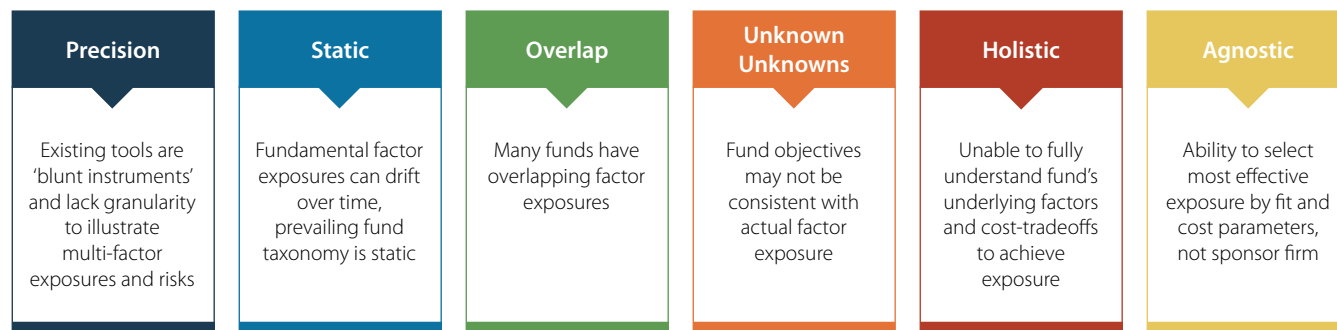 Precision
Existing tools are
‘blunt instruments’
and lack granularity
to illustrate
multi-factor
exposures and risks
Static
Fundamental factor
exposures can drift
over time,
prevailing fund
taxonomy is static
Overlap
Many funds have
overlapping factor
exposures
Unknown
Unknowns
Fund objectives
may not be
consistent with
actual factor
exposure
Holistic
Unable to fully
understand fund’s
underlying factors
and cost-tradeoffs
to achieve
exposure
Agnostic
Ability to select
most effective
exposure by fit and
cost parameters,
not sponsor firm